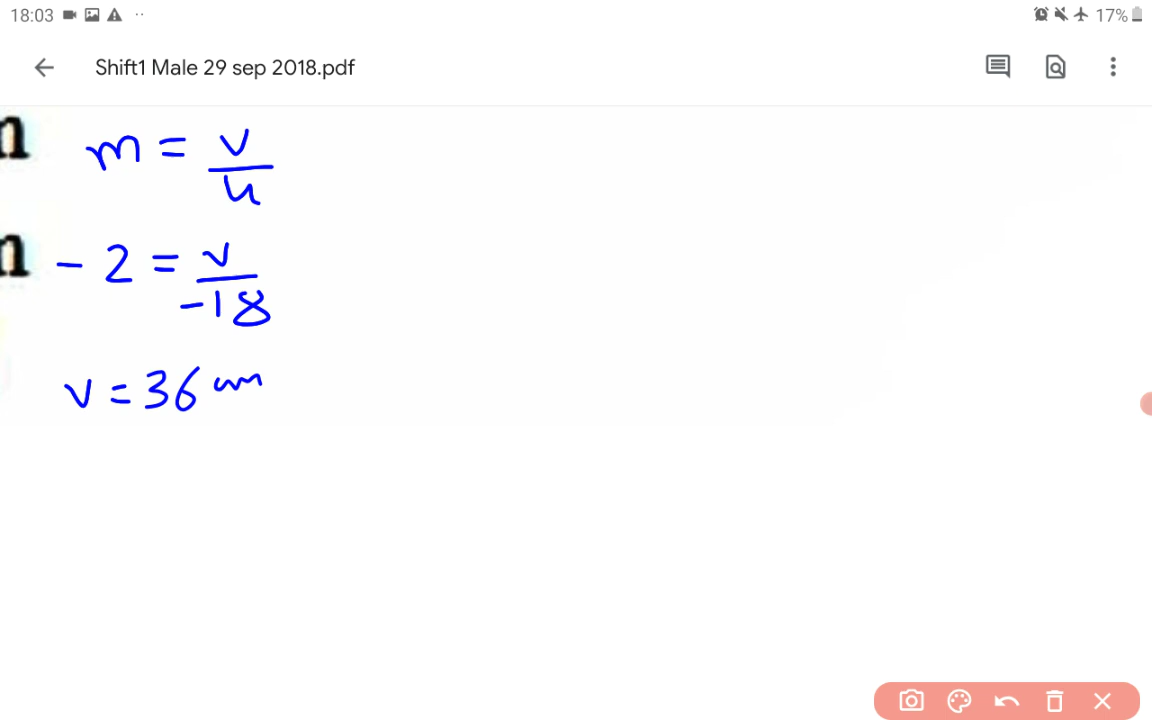 18:03 17%
Shift1 Male 29 sep 2018.pdf
m = v/u
- 2 = v/-18
v = 36 cm